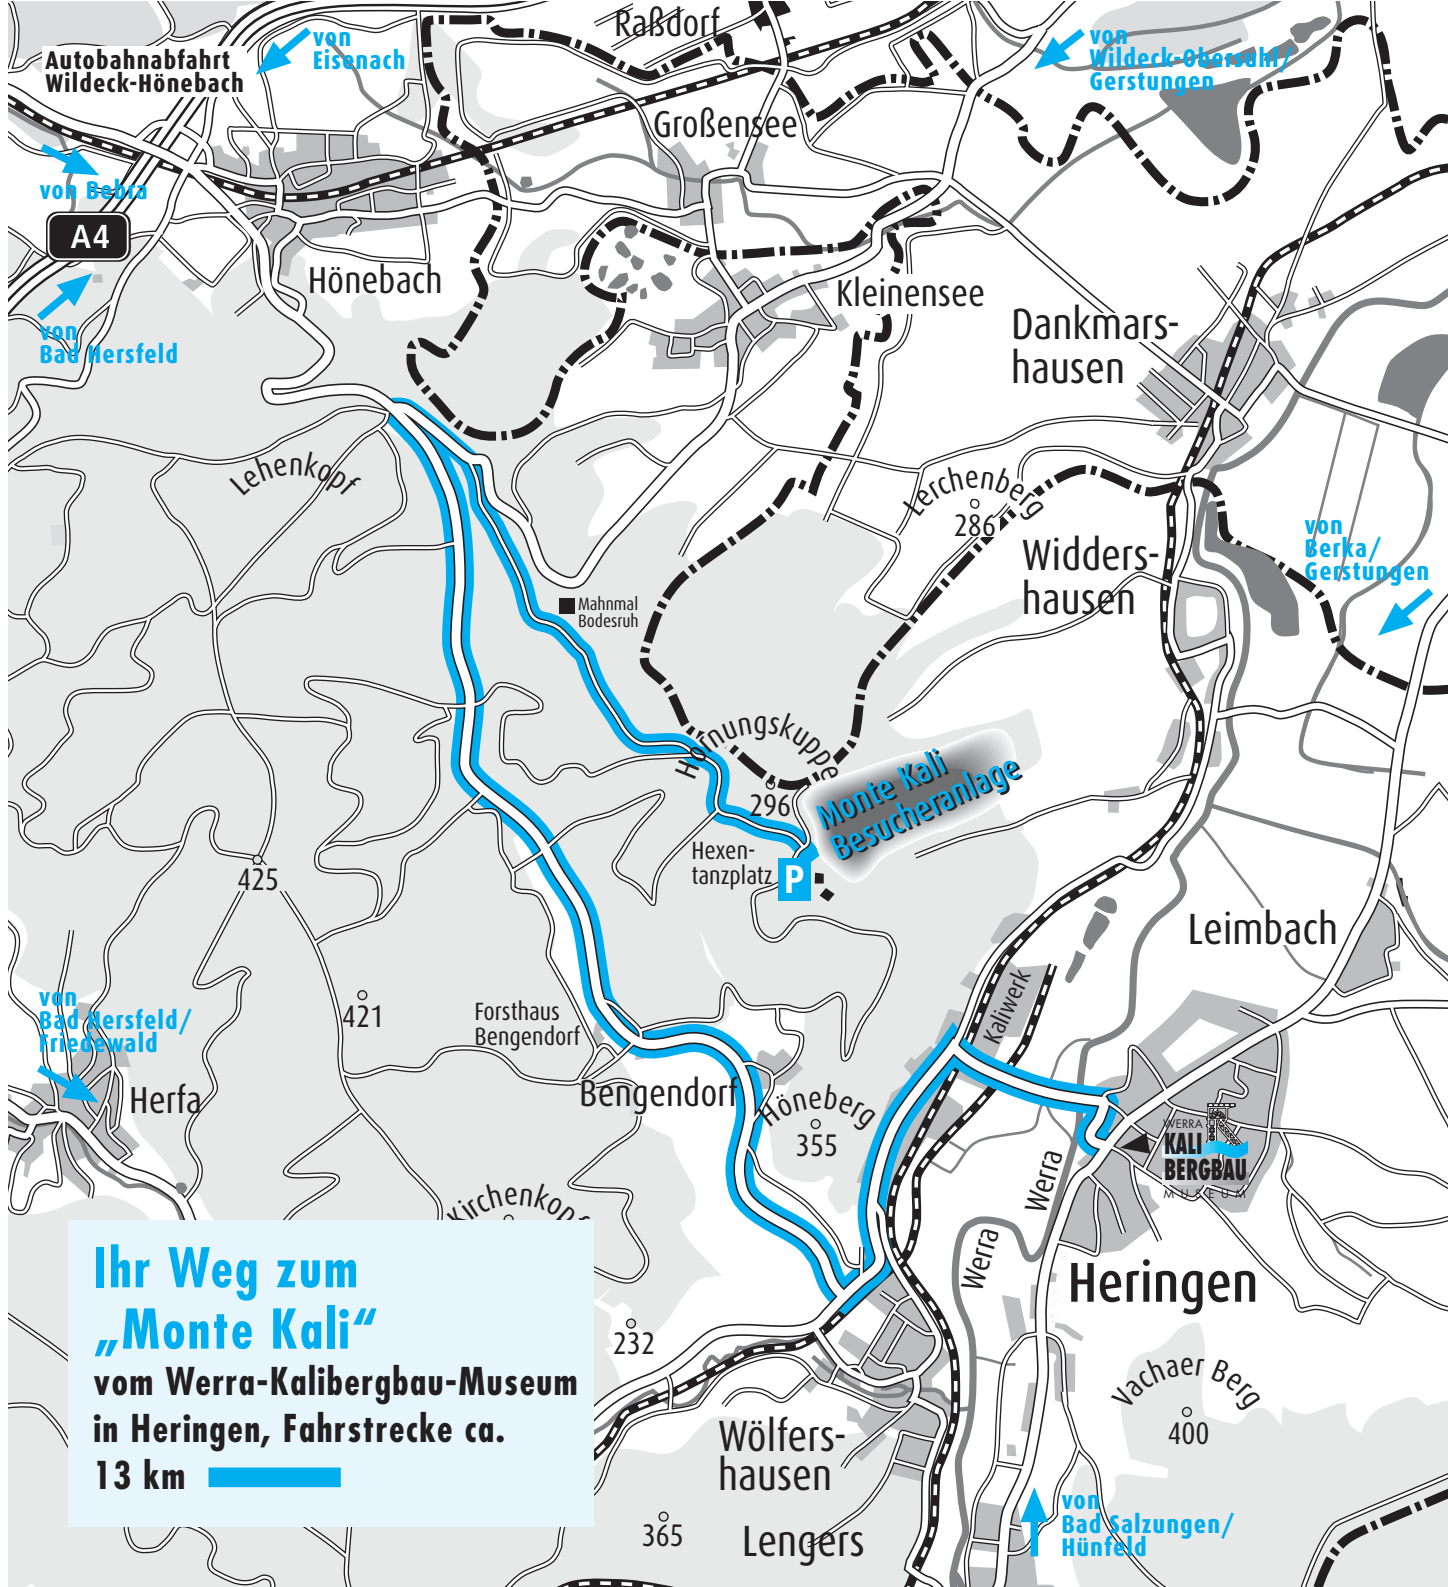 Raßdorf
von
Eisenach
Autobahnabfahrt
Wildeck-Hönebach
von
Wildeck-Obersuhl/
Gerstungen
Großensee
von Bebra
A4
Hönebach
Kleinensee
von
Bad Hersfeld
Dankmars-
hausen
Lehenkopf
Lerchenberg
286
von
Berka/
Gerstungen
Widders-
hausen
Mahnmal
Bodesruh
Hornungskuppe
296
Monte Kali
Besucheranlage
Hexen-
tanzplatz
P
425
Leimbach
421
Forsthaus
Bengendorf
Kaliwerk
von
Bad Hersfeld/
Friedewald
Herfa
Bengendorf
Höneberg
355
WERRA
KALI
BERGBAU
MUSEUM
Werra
Werra
Kirchenkopf
Heringen
Ihr Weg zum
„Monte Kali“
vom Werra-Kalibergbau-Museum
in Heringen, Fahrstrecke ca.
13 km
232
Vachaer Berg
400
Wölfers-
hausen
365
Lengers
von
Bad Salzungen/
Hünfeld